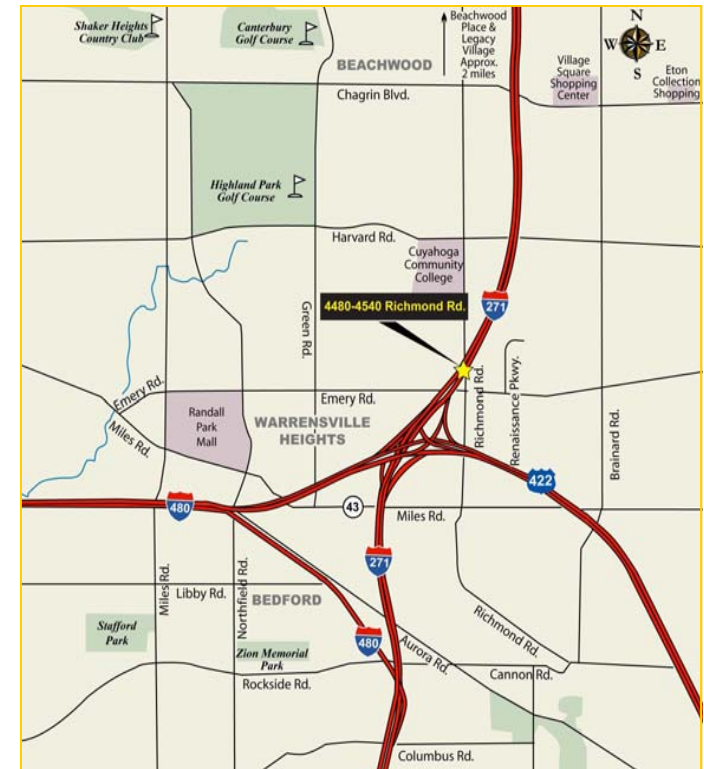 Shaker Heights
Country Club
Canterbury
Golf Course
Beachwood
Place &
Legacy
Village
Approx.
2 miles
N
W
E
S
BEACHWOOD
Village
Square
Shopping
Center
Eton
Collection
Shopping
Chagrin Blvd.
Highland Park
Golf Course
Harvard Rd.
Cuyahoga
Community
College
Green Rd.
4480-4540 Richmond Rd.
271
Emery Rd.
Emery Rd.
Richmond Rd.
Renaissance Pkwy.
Brainard Rd.
Randall
Park
Mall
WARRENSVILLE
HEIGHTS
Miles Rd.
422
480
43
Miles Rd.
271
Miles Rd.
Libby Rd.
Northfield Rd.
BEDFORD
Stafford
Park
480
Aurora Rd.
Richmond Rd.
Zion Memorial
Park
Rockside Rd.
Cannon Rd.
Columbus Rd.